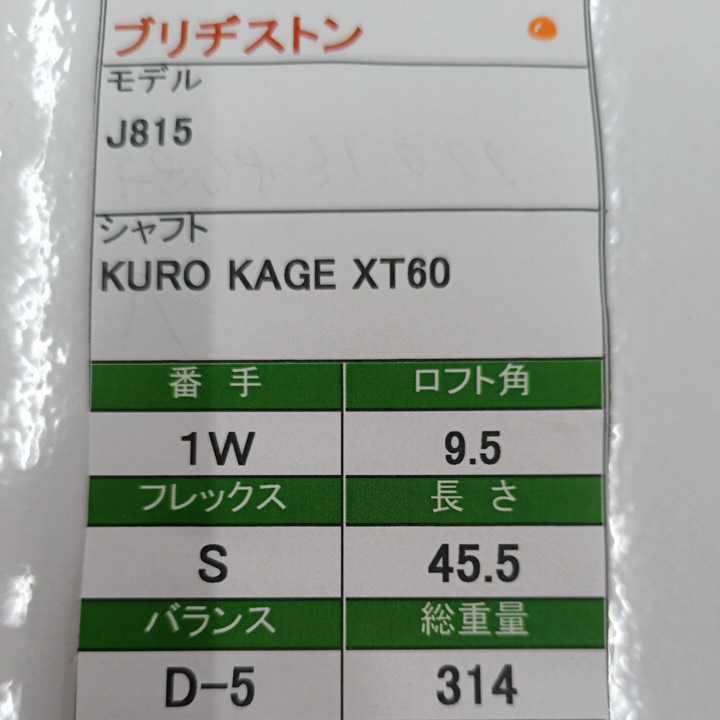 ブリヂストン
モデル
J815
シャフト
KURO KAGE XT60
番手 ロフト角
1W 9.5
フレックス 長さ
S 45.5
バランス 総重量
D-5 314